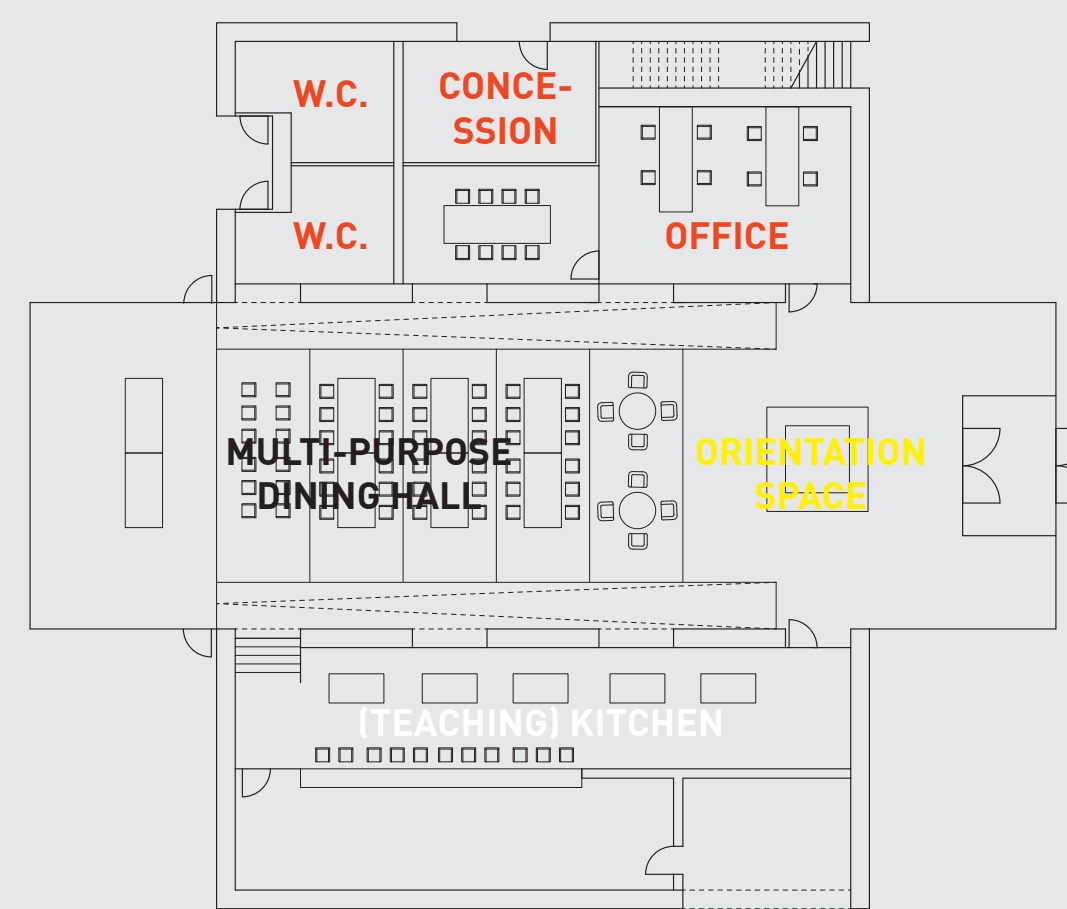 W.C.
CONCE-
SSION
W.C.
OFFICE
MULTI-PURPOSE
DINING HALL
ORIENTATION
SPACE
(TEACHING) KITCHEN